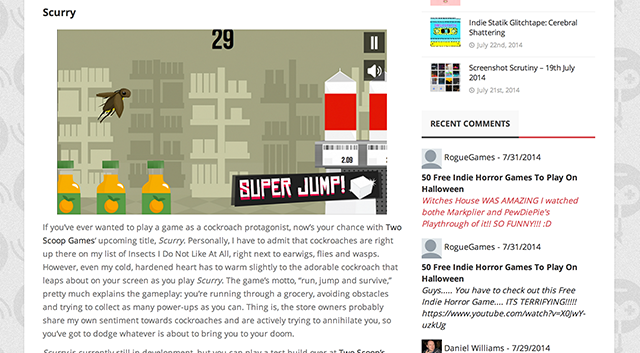 Scurry
29
2.09
SUPER JUMP!
If you've ever wanted to play a game as a cockroach protagonist, now's your chance with Two
Scoop Games' upcoming title, Scurry. Personally, I have to admit that cockroaches are right
up there on my list of Insects I Do Not Like At All, right next to earwigs, flies and wasps.
However, even my cold, hardened heart has to warm slightly to the adorable cockroach that
leaps about on your screen as you play Scurry. The game's motto, "run, jump and survive,"
pretty much explains the gameplay: you're running through a grocery, avoiding obstacles
and trying to collect as many power-ups as you can. Thing is, the store owners probably
share my own sentiment towards cockroaches and are actively trying to annihilate you, so
you've got to dodge whatever is about to bring you to your doom.
Scurry is currently still in development, but you can play a test build over at Two Scoop's
Indie Statik Glitchtape: Cerebral
Shattering
July 22nd, 2014
Screenshot Scrutiny – 19th July
2014
July 21st, 2014
RECENT COMMENTS
RogueGames - 7/31/2014
50 Free Indie Horror Games To Play On
Halloween
Witches House WAS AMAZING I watched
bothe Markplier and PewDiePie's
Playthrough of it!! SO FUNNY!!! :D
RogueGames - 7/31/2014
50 Free Indie Horror Games To Play On
Halloween
Guys..... You have to check out this Free
Indie Horror Game.... ITS TERRIFYING!!!!!
https://www.youtube.com/watch?v=X0JwY-
uzkUg
Daniel Williams - 7/29/2014